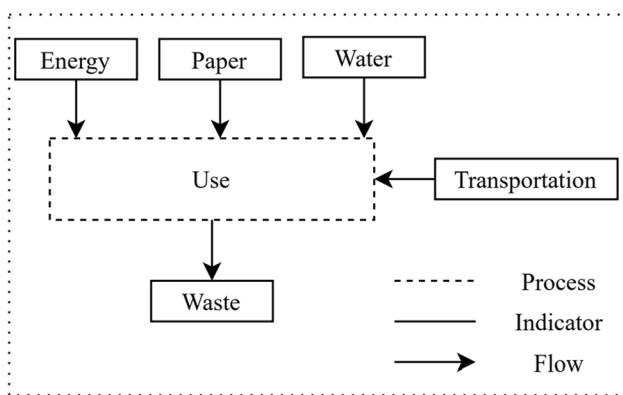 Energy
Paper
Water
Use
Transportation
Waste
Process
Indicator
Flow